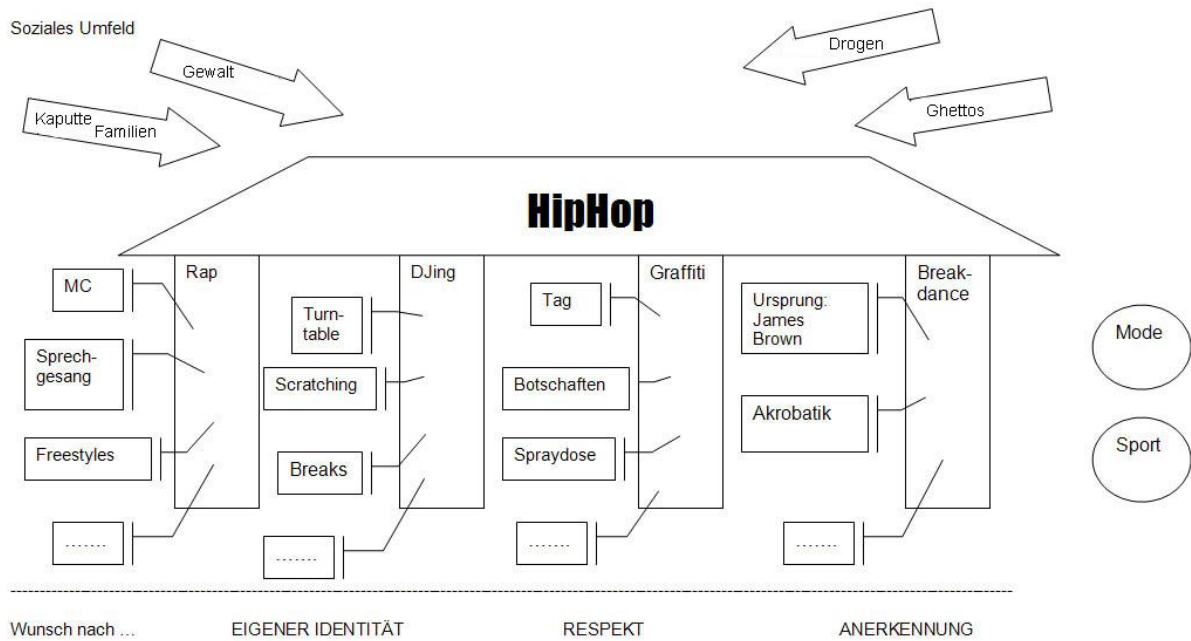 Soziales Umfeld
Gewalt
Kaputte
Familien
Drogen
Ghettos
HipHop
Rap
MC
Sprech-
gesang
Freestyles
.......
DJing
Turn-
table
Scratching
Breaks
.......
Graffiti
Tag
Botschaften
Spraydose
.......
Break-
dance
Ursprung:
James
Brown
Akrobatik
.......
Mode
Sport
Wunsch nach ... EIGENER IDENTITÄT RESPEKT ANERKENNUNG